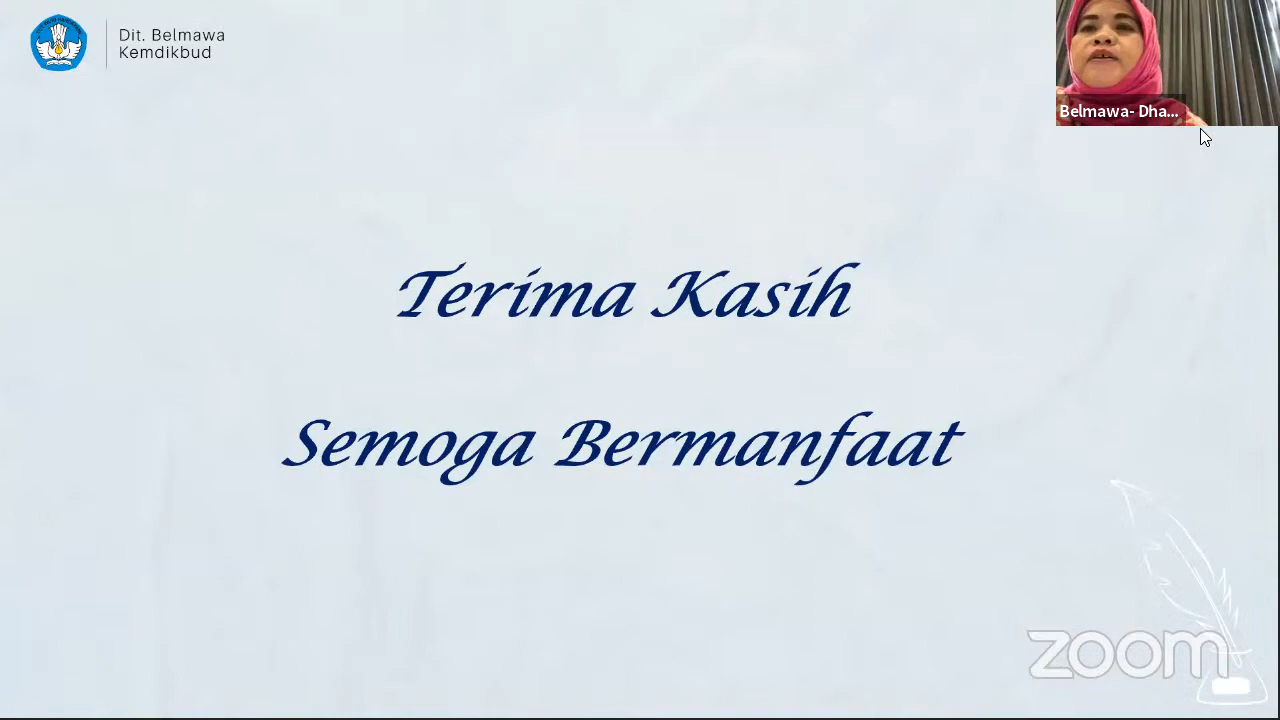 Dit. Belmawa
Kemdikbud
Belmawa- Dha...
Terima Kasih
Semoga Bermanfaat
zoom